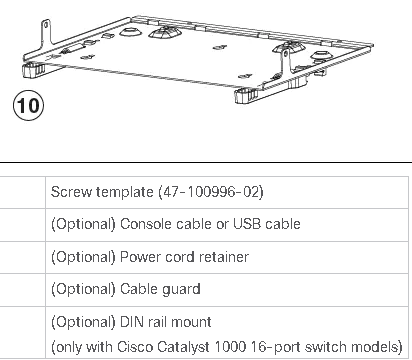 10
Screw template (47-100996-02)
(Optional) Console cable or USB cable
(Optional) Power cord retainer
(Optional) Cable guard
(Optional) DIN rail mount
(only with Cisco Catalyst 1000 16-port switch models)